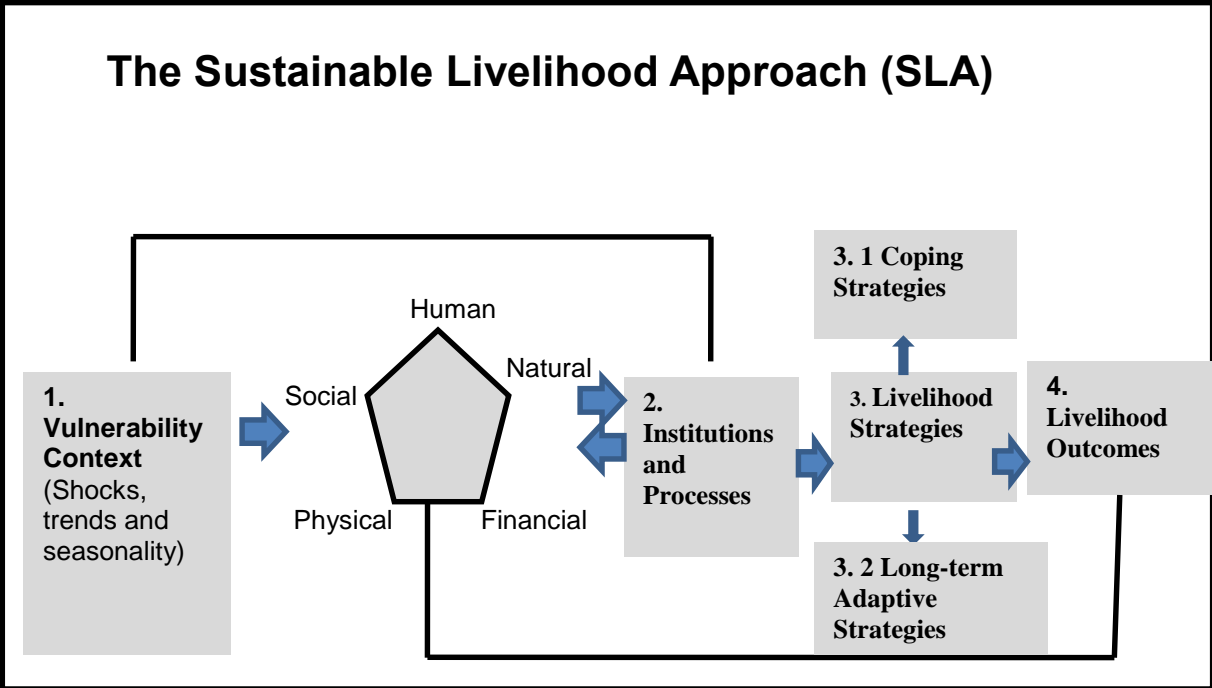 The Sustainable Livelihood Approach (SLA)
1.
Vulnerability
Context
(Shocks,
trends and
seasonality)
Human
Social
Natural
Physical
Financial
2.
Institutions
and
Processes
3. 1 Coping
Strategies
3. Livelihood
Strategies
3. 2 Long-term
Adaptive
Strategies
4.
Livelihood
Outcomes